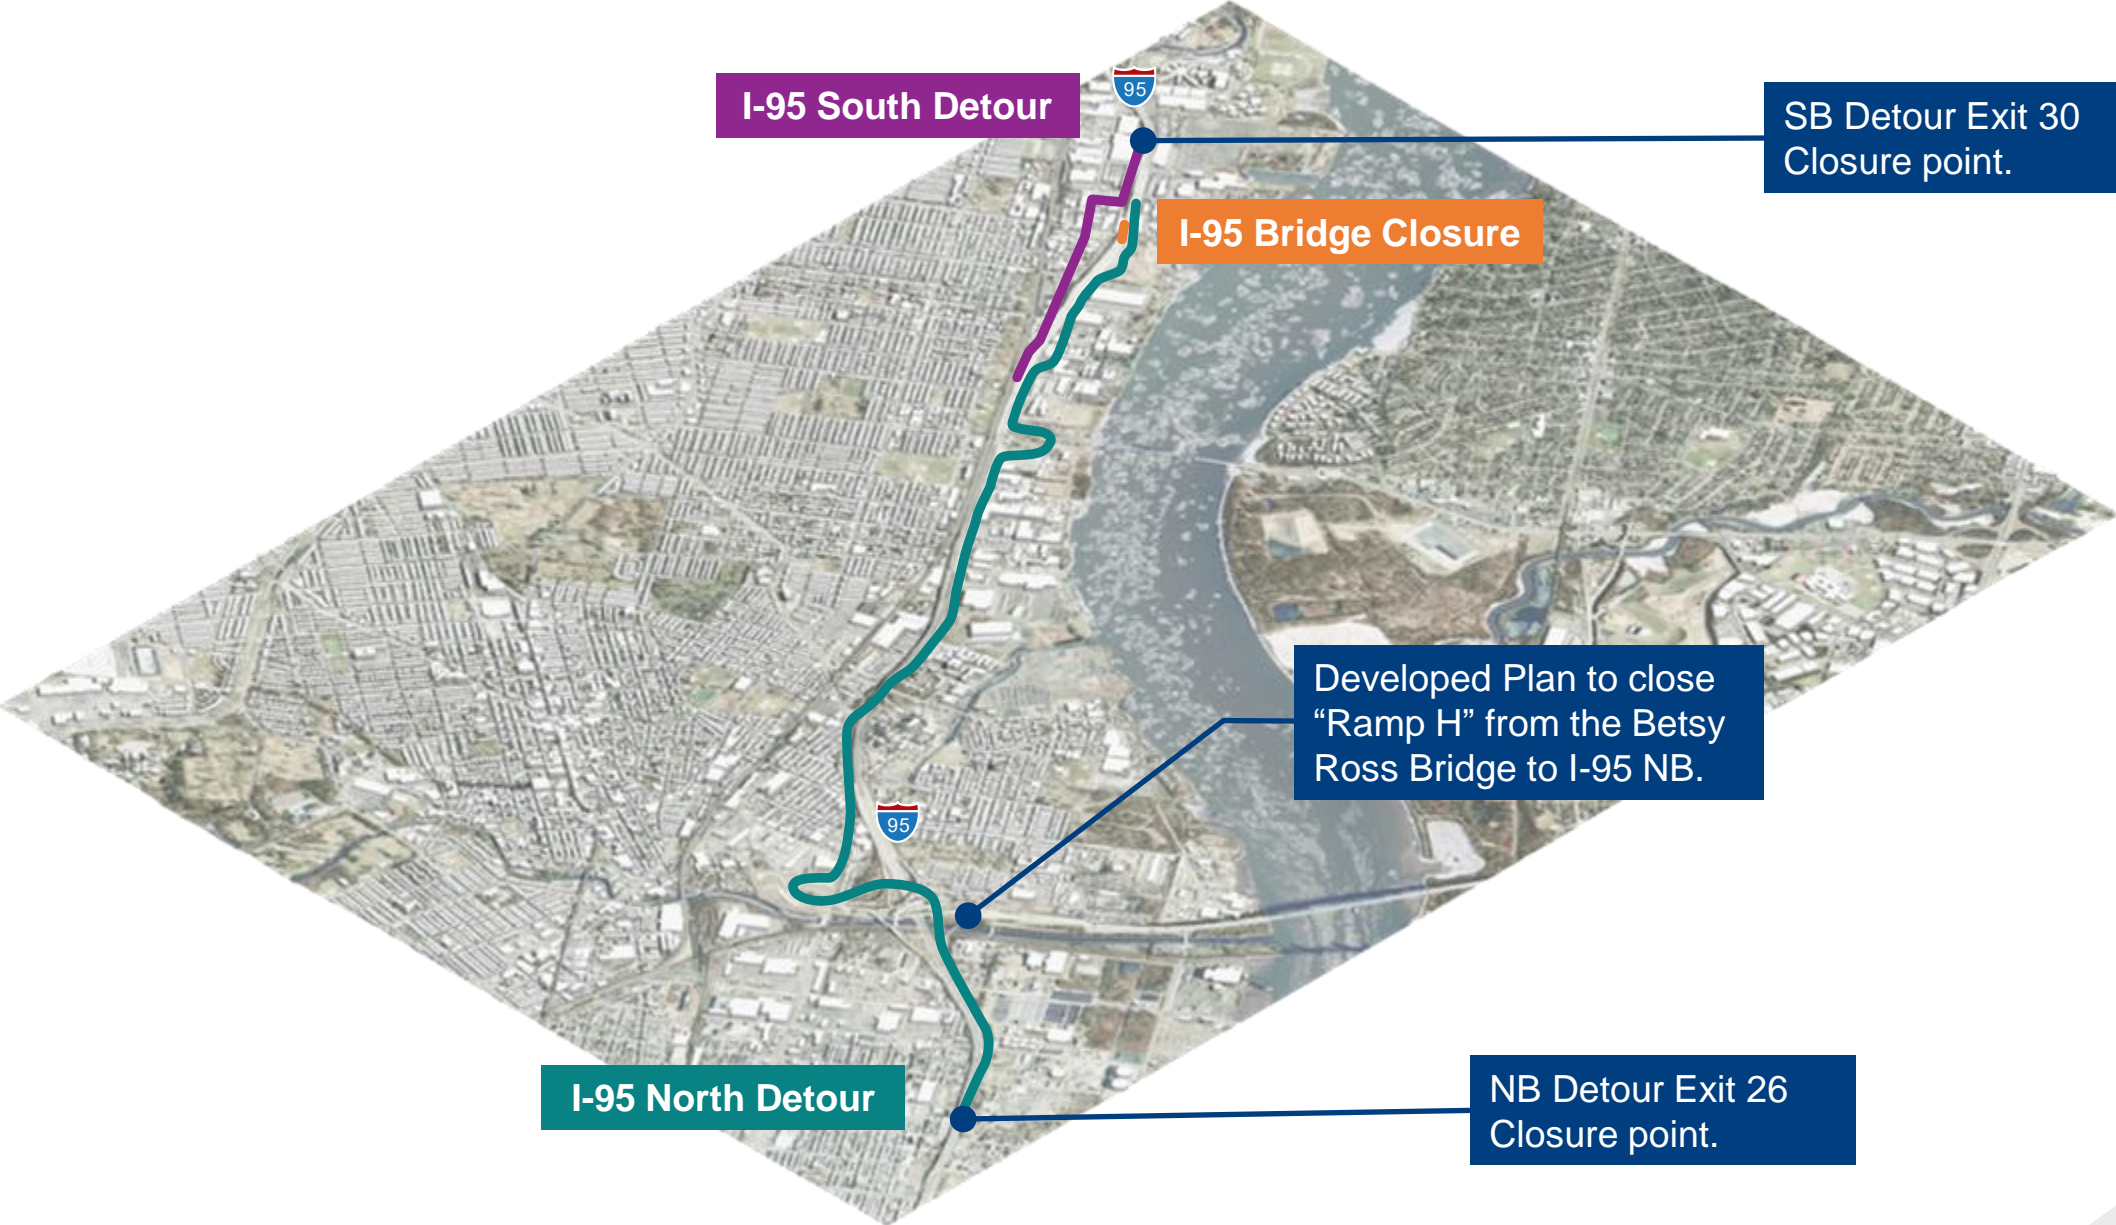 95
I-95 South Detour
SB Detour Exit 30
Closure point.
I-95 Bridge Closure
Developed Plan to close
“Ramp H” from the Betsy
Ross Bridge to I-95 NB.
95
I-95 North Detour
NB Detour Exit 26
Closure point.